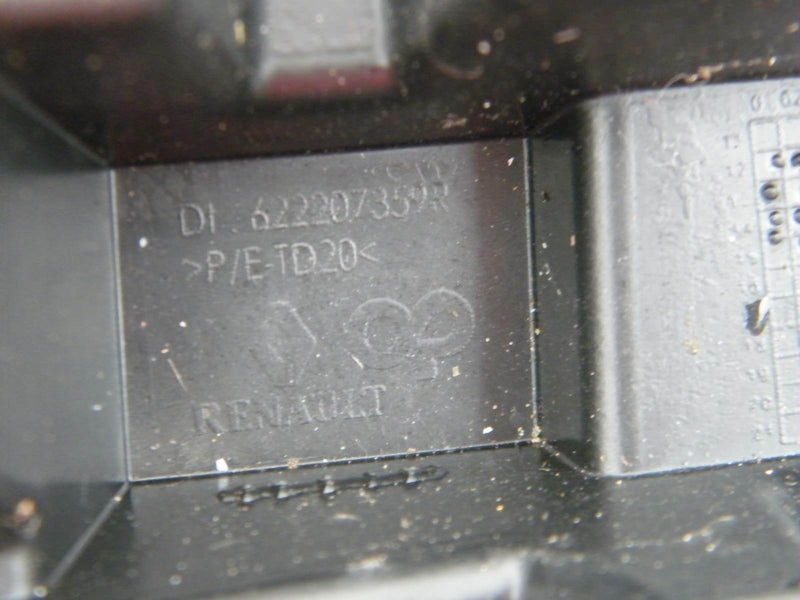 DI : 622207359R
>P/E-TD20<
RENAULT